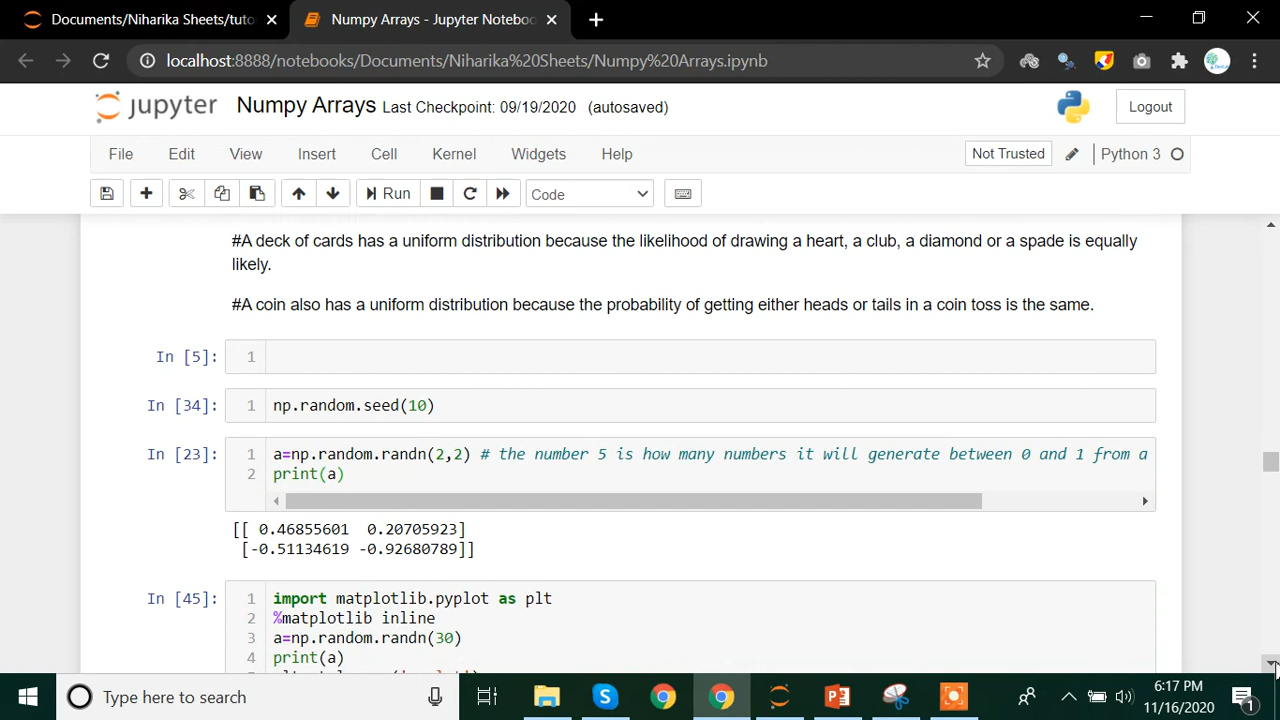 Documents/Niharika Sheets/tuto
Numpy Arrays - Jupyter Noteboo
localhost:8888/notebooks/Documents/Niharika%20Sheets/Numpy%20Arrays.ipynb
jupyter Numpy Arrays Last Checkpoint: 09/19/2020 (autosaved)
Logout
File Edit View Insert Cell Kernel Widgets Help
Not Trusted Python 3
Run Code
#A deck of cards has a uniform distribution because the likelihood of drawing a heart, a club, a diamond or a spade is equally
likely.
#A coin also has a uniform distribution because the probability of getting either heads or tails in a coin toss is the same.
In [5]: 1
In [34]: 1 np.random.seed(10)
In [23]: 1 a=np.random.randn(2,2) # the number 5 is how many numbers it will generate between 0 and 1 from a
2 print(a)
[[ 0.46855601 0.20705923]
[-0.51134619 -0.92680789]]
In [45]: 1 import matplotlib.pyplot as plt
2 %matplotlib inline
3 a=np.random.randn(30)
4 print(a)
Type here to search
6:17 PM
11/16/2020
1